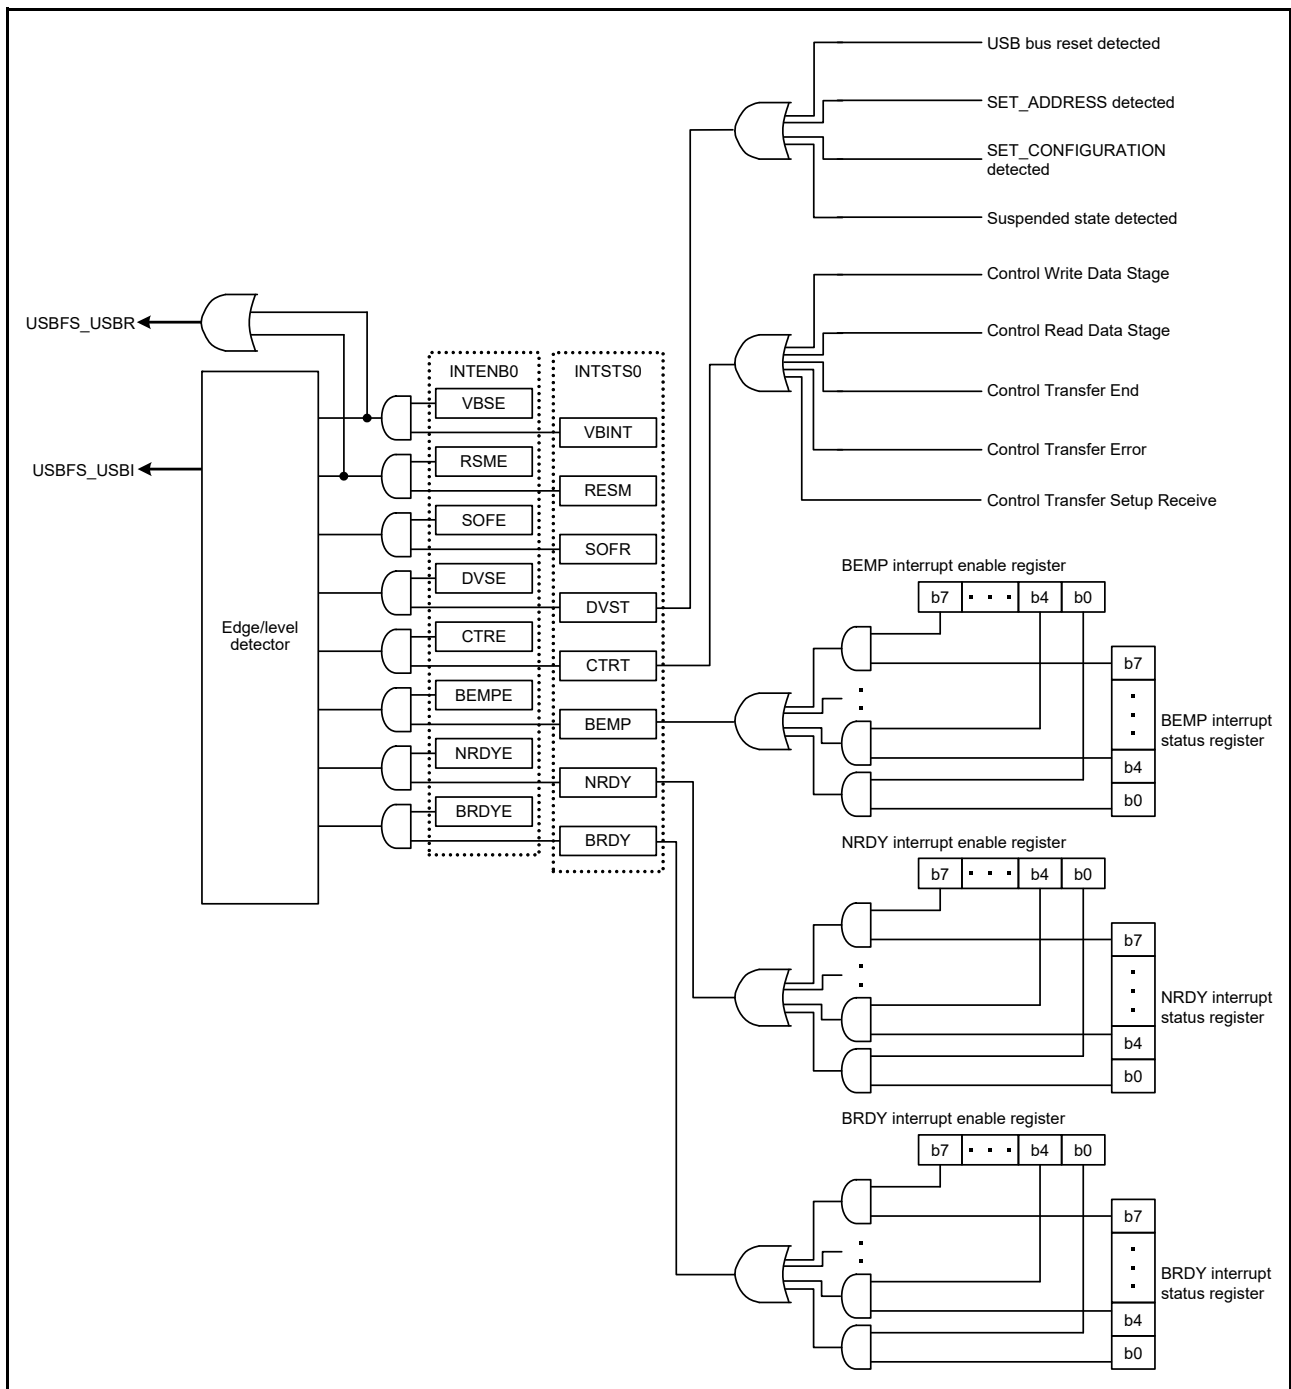 USB bus reset detected
SET_ADDRESS detected
SET_CONFIGURATION
detected
Suspended state detected
Control Write Data Stage
Control Read Data Stage
Control Transfer End
Control Transfer Error
Control Transfer Setup Receive
USBFS_USBR
USBFS_USBI
Edge/level
detector
INTENB0
VBSE
RSME
SOFE
DVSE
CTRE
BEMPE
NRDYE
BRDYE
INTSTS0
VBINT
RESM
SOFR
DVST
CTRT
BEMP
NRDY
BRDY
BEMP interrupt enable register
b7 · · · b4 b0
b7
b4
b0
BEMP interrupt
status register
NRDY interrupt enable register
b7 · · · b4 b0
b7
b4
b0
NRDY interrupt
status register
BRDY interrupt enable register
b7 · · · b4 b0
b7
b4
b0
BRDY interrupt
status register